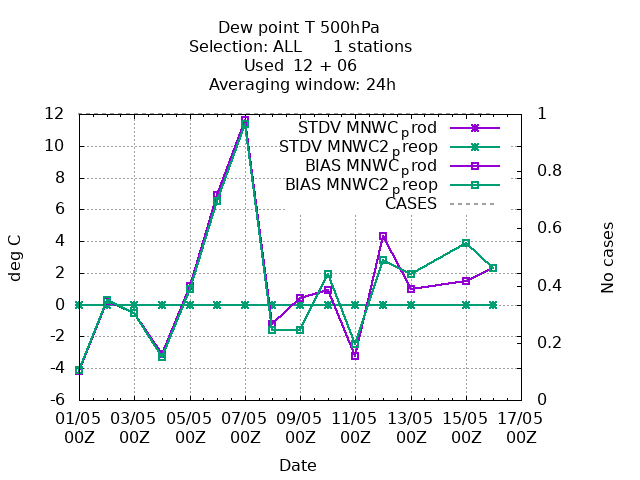 Dew point T 500hPa
Selection: ALL 1 stations
Used 12 + 06
Averaging window: 24h
12 1
STDV MNWC_prod
10
STDV MNWC2_preop
BIAS MNWC_prod
8 0.8
BIAS MNWC2_preop
6 CASES
0.6
4
2
0.4
0
-2
0.2
-4
-6 0
deg C
No cases
01/05 03/05 05/05 07/05 09/05 11/05 13/05 15/05 17/05
00Z 00Z 00Z 00Z 00Z 00Z 00Z 00Z 00Z
Date